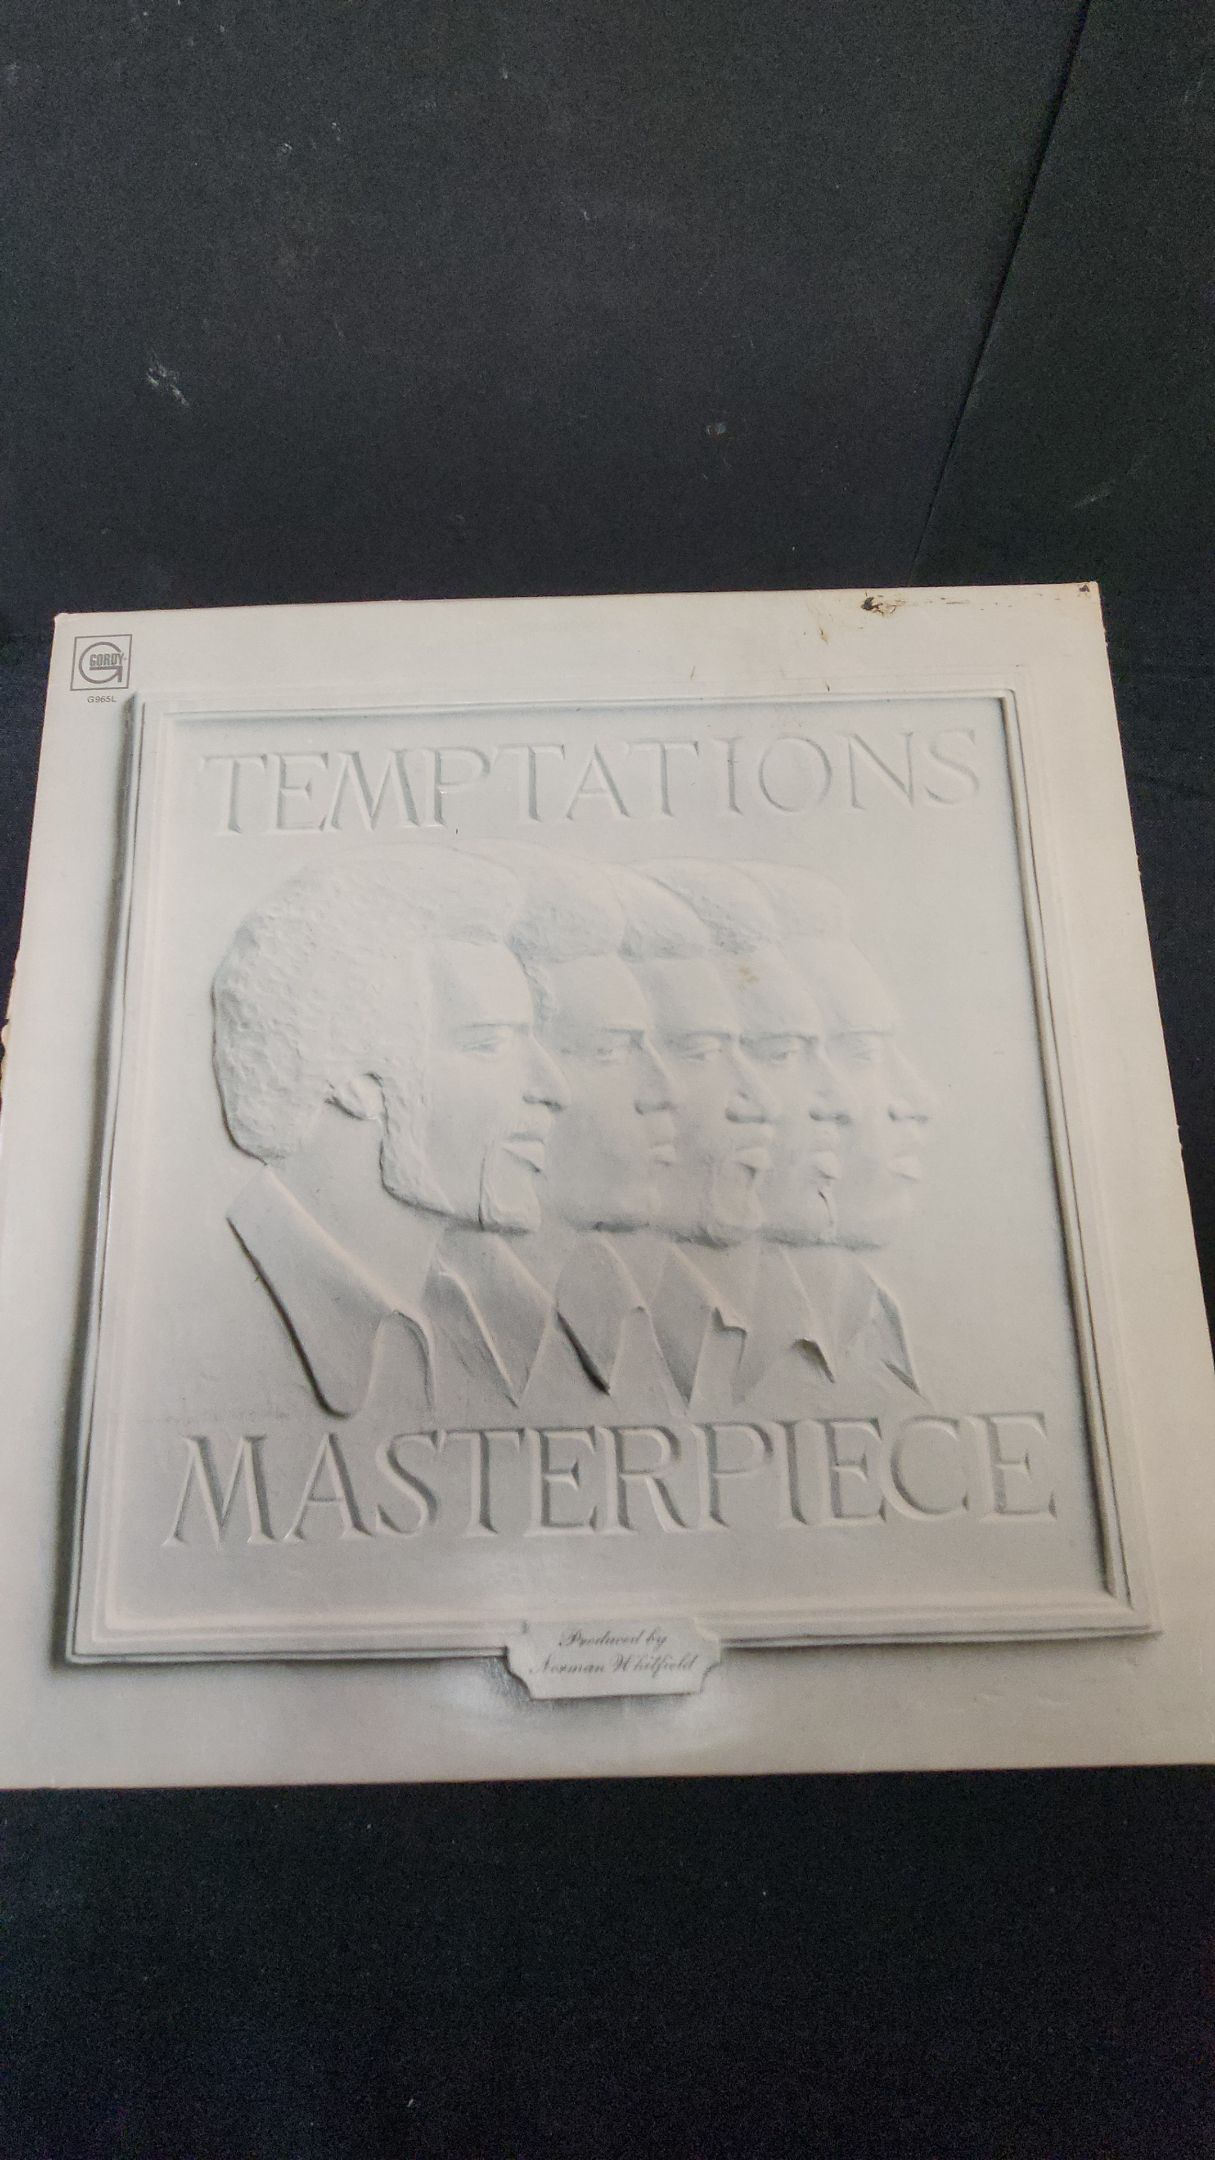 GORDY
G965L
TEMPTATIONS
MASTERPIECE
Produced by
Norman Whitfield